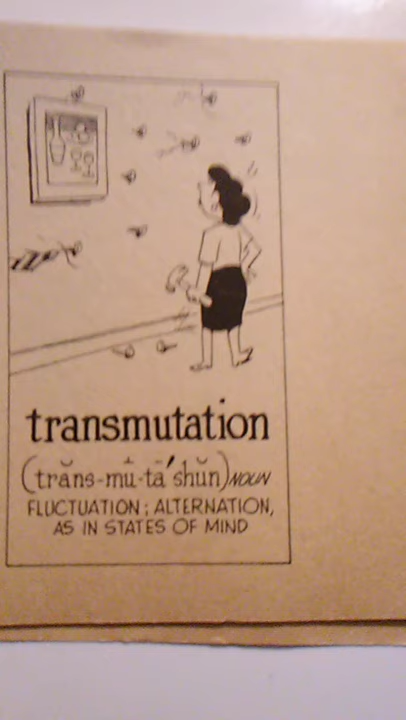 transmutation
(trăns-mū-tā′shŭn) NOUN
FLUCTUATION; ALTERNATION,
AS IN STATES OF MIND